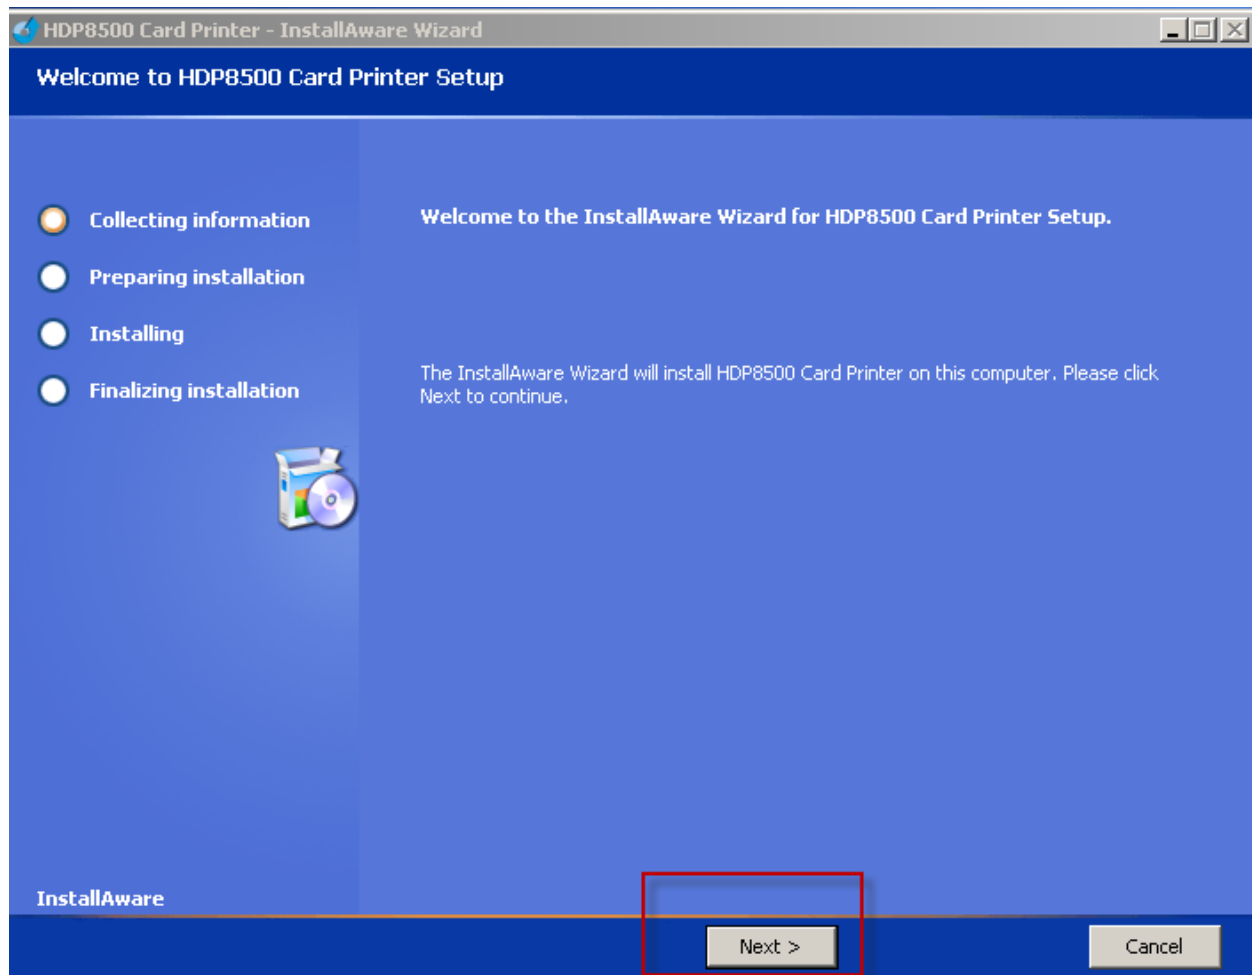 HDP8500 Card Printer - InstallAware Wizard
Welcome to HDP8500 Card Printer Setup
Collecting information
Preparing installation
Installing
Finalizing installation
Welcome to the InstallAware Wizard for HDP8500 Card Printer Setup.
The InstallAware Wizard will install HDP8500 Card Printer on this computer. Please click
Next to continue.
InstallAware
Next >
Cancel